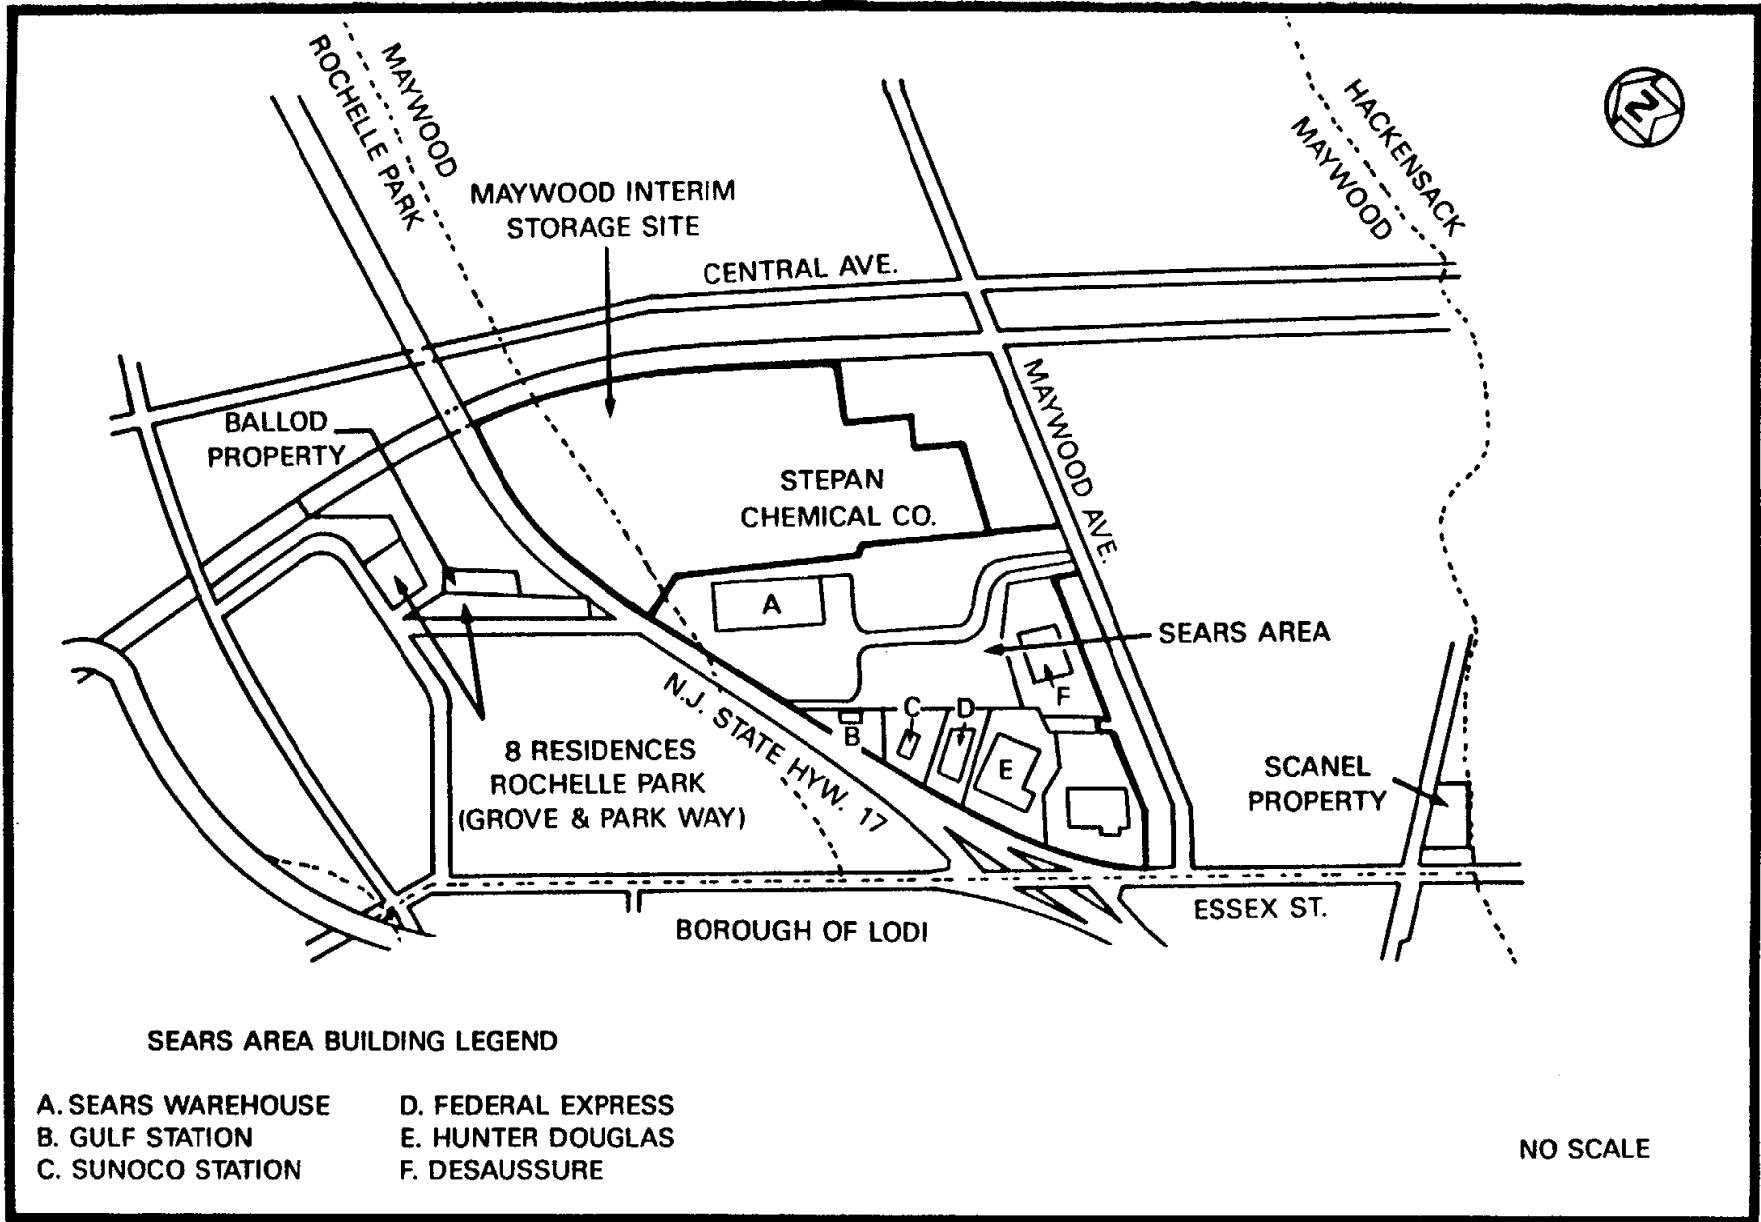 MAYWOOD
ROCHELLE PARK
HACKENSACK
MAYWOOD
N
MAYWOOD INTERIM
STORAGE SITE
CENTRAL AVE.
BALLOD
PROPERTY
MAYWOOD AVE.
STEPAN
CHEMICAL CO.
A
SEARS AREA
F
C
D
B
E
N.J. STATE HYW. 17
8 RESIDENCES
ROCHELLE PARK
(GROVE & PARK WAY)
SCANEL
PROPERTY
ESSEX ST.
BOROUGH OF LODI
SEARS AREA BUILDING LEGEND
A. SEARS WAREHOUSE
B. GULF STATION
C. SUNOCO STATION
D. FEDERAL EXPRESS
E. HUNTER DOUGLAS
F. DESAUSSURE
NO SCALE